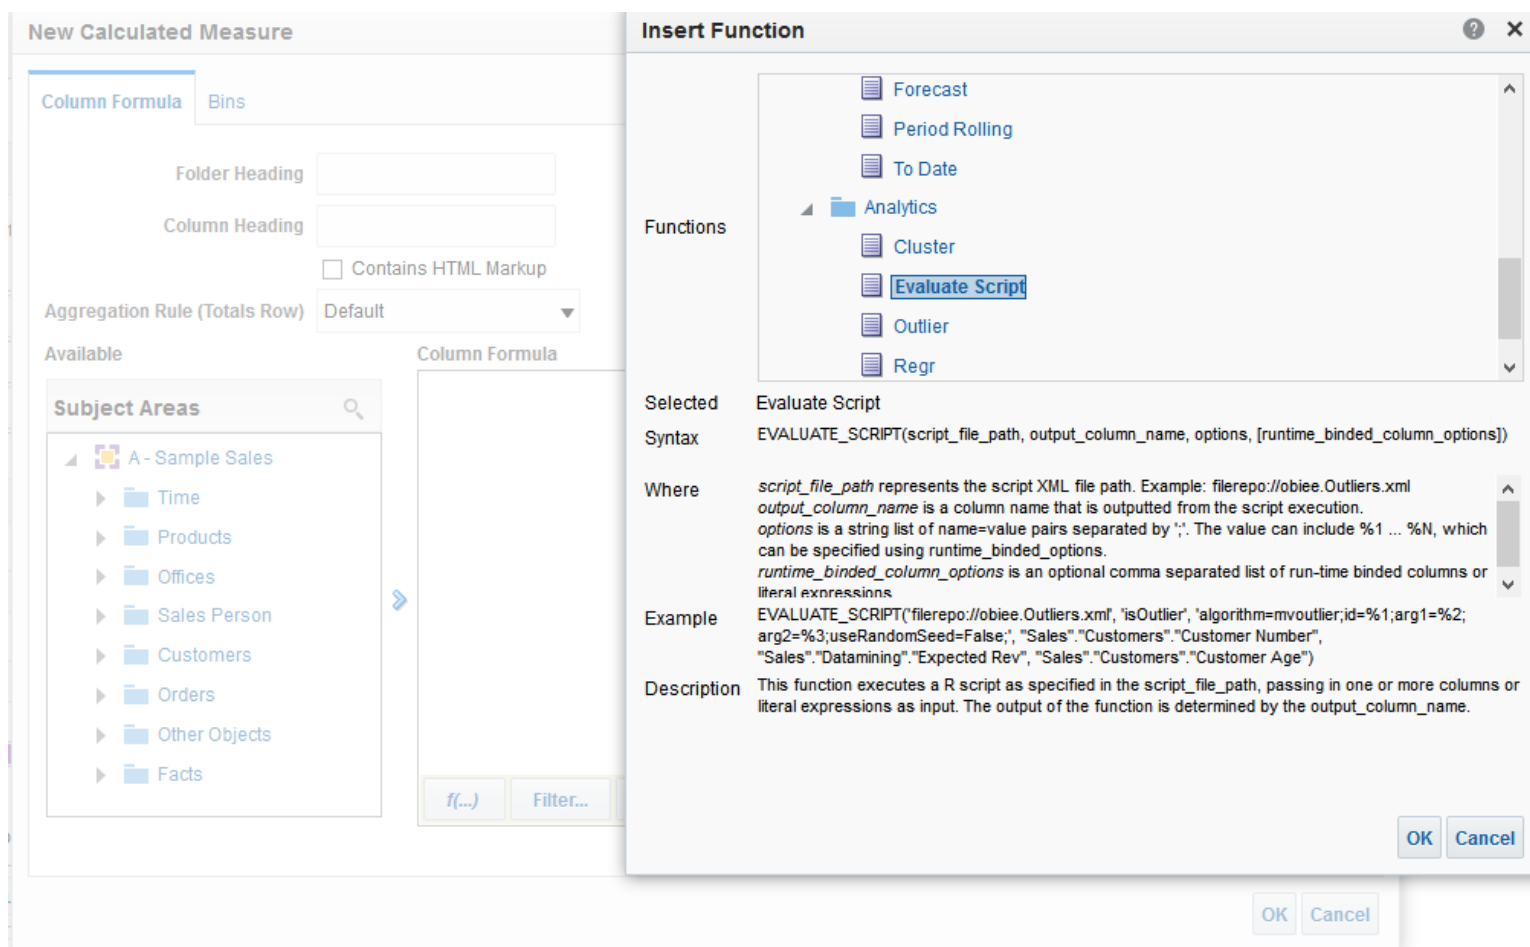 New Calculated Measure
Column Formula
Bins
Folder Heading
Column Heading
Contains HTML Markup
Aggregation Rule (Totals Row)
Default
Available
Column Formula
Subject Areas
A - Sample Sales
Time
Products
Offices
Sales Person
Customers
Orders
Other Objects
Facts
f(...)
Filter...
OK
Cancel
Insert Function
Functions
Forecast
Period Rolling
To Date
Analytics
Cluster
Evaluate Script
Outlier
Regr
Selected
Evaluate Script
Syntax
EVALUATE_SCRIPT(script_file_path, output_column_name, options, [runtime_binded_column_options])
Where
script_file_path represents the script XML file path. Example: filerepo://obiee.Outliers.xml
output_column_name is a column name that is outputted from the script execution.
options is a string list of name=value pairs separated by ';'. The value can include %1 ... %N, which
can be specified using runtime_binded_options.
runtime_binded_column_options is an optional comma separated list of run-time binded columns or
literal expressions
Example
EVALUATE_SCRIPT('filerepo://obiee.Outliers.xml', 'isOutlier', 'algorithm=mvoutlier;id=%1;arg1=%2;
arg2=%3;useRandomSeed=False;', "Sales"."Customers"."Customer Number",
"Sales"."Datamining"."Expected Rev", "Sales"."Customers"."Customer Age")
Description
This function executes a R script as specified in the script_file_path, passing in one or more columns or
literal expressions as input. The output of the function is determined by the output_column_name.
OK
Cancel